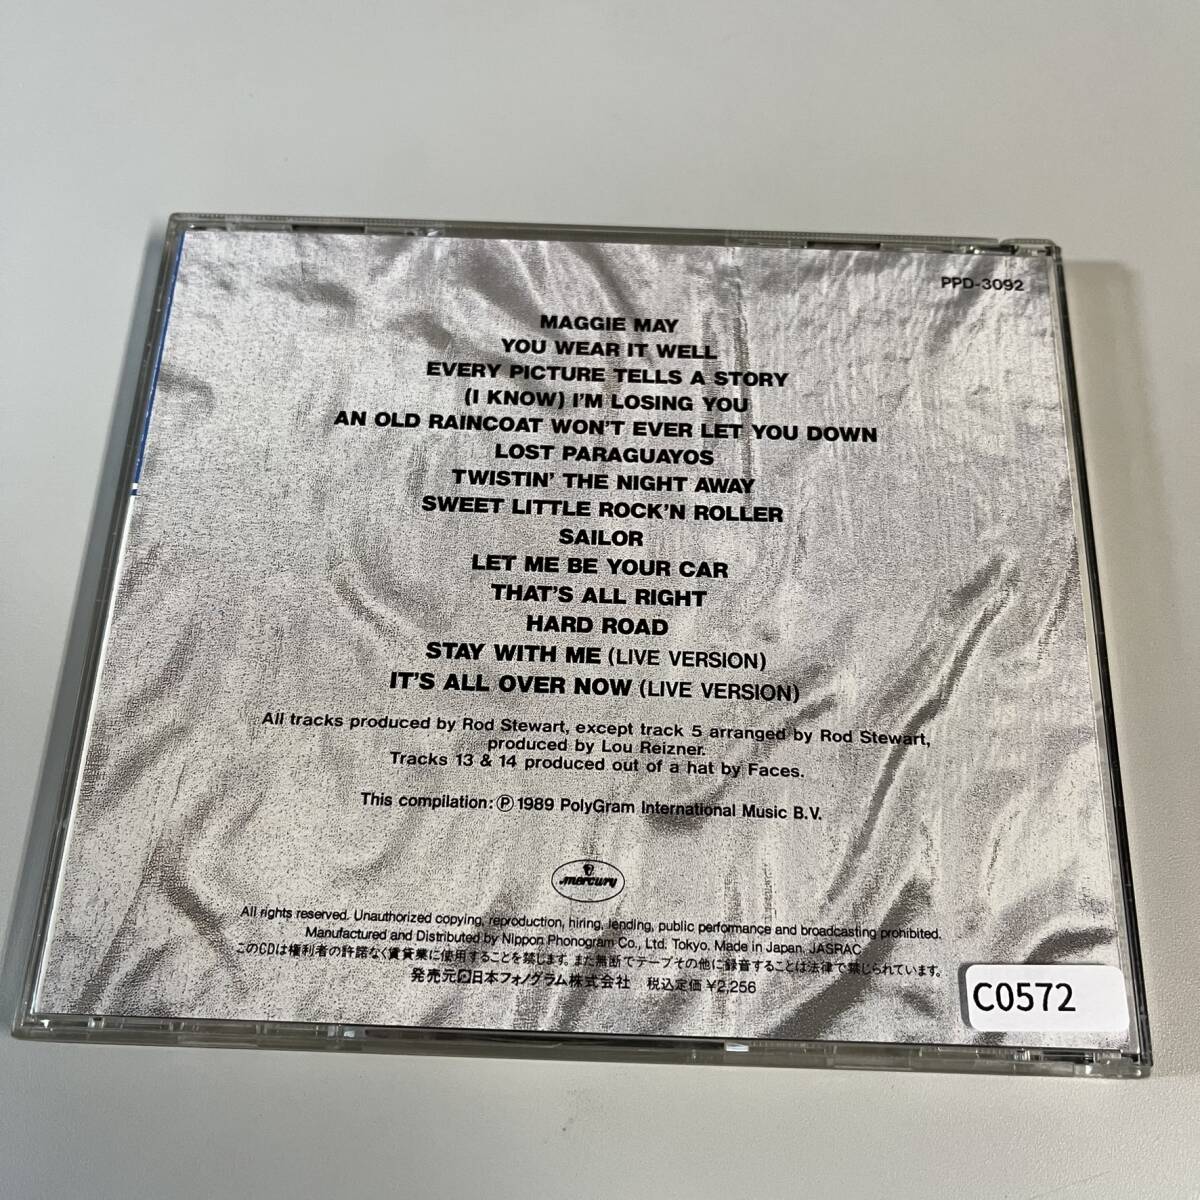 PPD-3092
MAGGIE MAY
YOU WEAR IT WELL
EVERY PICTURE TELLS A STORY
(I KNOW) I'M LOSING YOU
AN OLD RAINCOAT WON'T EVER LET YOU DOWN
LOST PARAGUAYOS
TWISTIN' THE NIGHT AWAY
SWEET LITTLE ROCK'N ROLLER
SAILOR
LET ME BE YOUR CAR
THAT'S ALL RIGHT
HARD ROAD
STAY WITH ME (LIVE VERSION)
IT'S ALL OVER NOW (LIVE VERSION)
All tracks produced by Rod Stewart, except track 5 arranged by Rod Stewart,
produced by Lou Reizner.
Tracks 13 & 14 produced out of a hat by Faces.
This compilation: ℗ 1989 PolyGram International Music B.V.
mercury
All rights reserved. Unauthorized copying, reproduction, hiring, lending, public performance and broadcasting prohibited.
Manufactured and Distributed by Nippon Phonogram Co., Ltd. Tokyo. Made in Japan. JASRAC
このCDは権利者の許諾なく賃貸業に使用することを禁じます。また無断でテープその他に録音することは法律で禁じられています。
発売元 日本フォノグラム株式会社 税込定価 ¥2,256
C0572